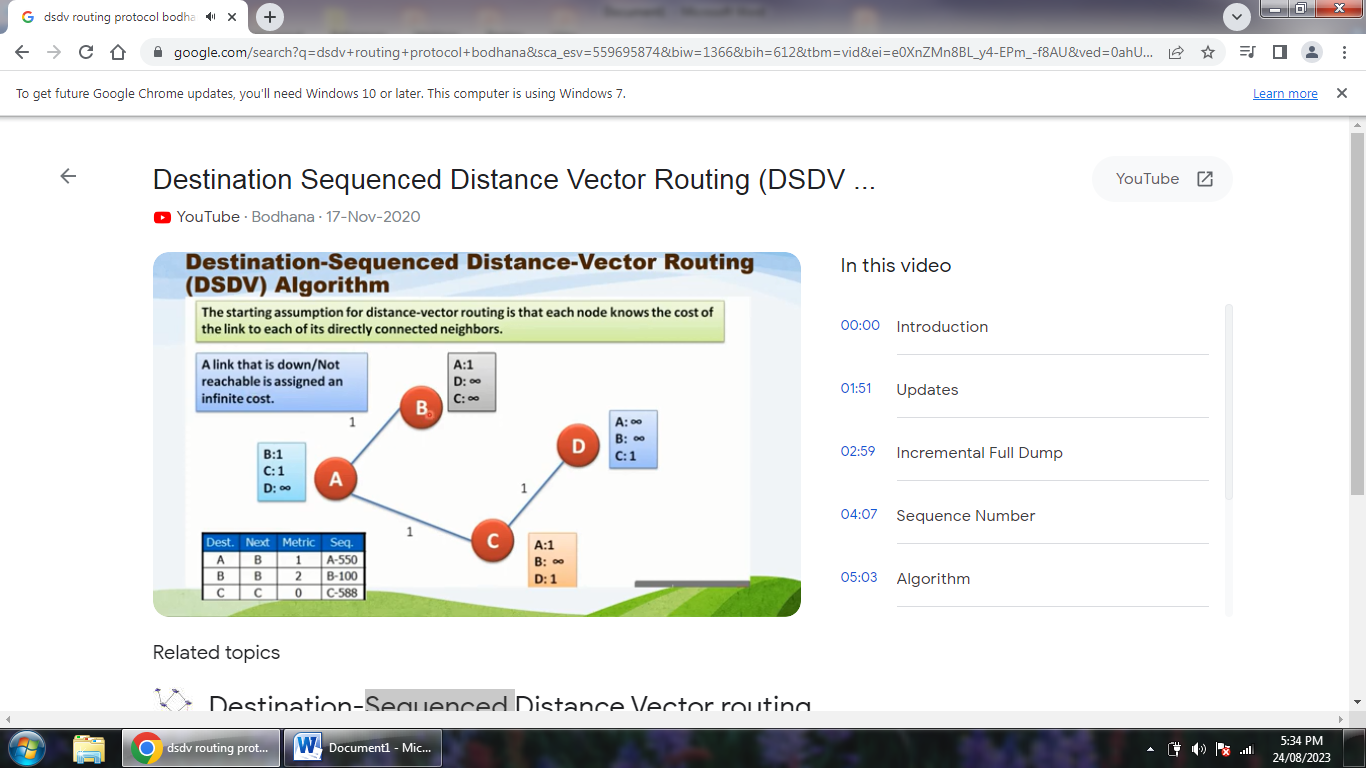 dsdv routing protocol bodha
google.com/search?q=dsdv+routing+protocol+bodhana&sca_esv=559695874&biw=1366&bih=612&tbm=vid&ei=e0XnZMn8BL_y4-EPm_-f8AU&ved=0ahU...
To get future Google Chrome updates, you'll need Windows 10 or later. This computer is using Windows 7.
Learn more
Destination Sequenced Distance Vector Routing (DSDV ...
YouTube
YouTube · Bodhana · 17-Nov-2020
Destination-Sequenced Distance-Vector Routing
(DSDV) Algorithm
The starting assumption for distance-vector routing is that each node knows the cost of
the link to each of its directly connected neighbors.
A link that is down/Not
reachable is assigned an
infinite cost.
A:1
D: ∞
C: ∞
B
1
A: ∞
B: ∞
C: 1
D
B:1
C: 1
D: ∞
A
1
1
C
A:1
B: ∞
D: 1
Dest. Next Metric Seq.
A B 1 A-550
B B 2 B-100
C C 0 C-588
In this video
00:00 Introduction
01:51 Updates
02:59 Incremental Full Dump
04:07 Sequence Number
05:03 Algorithm
Related topics
Destination-Sequenced Distance Vector routing
dsdv routing prot...
Document1 - Mic...
5:34 PM
24/08/2023